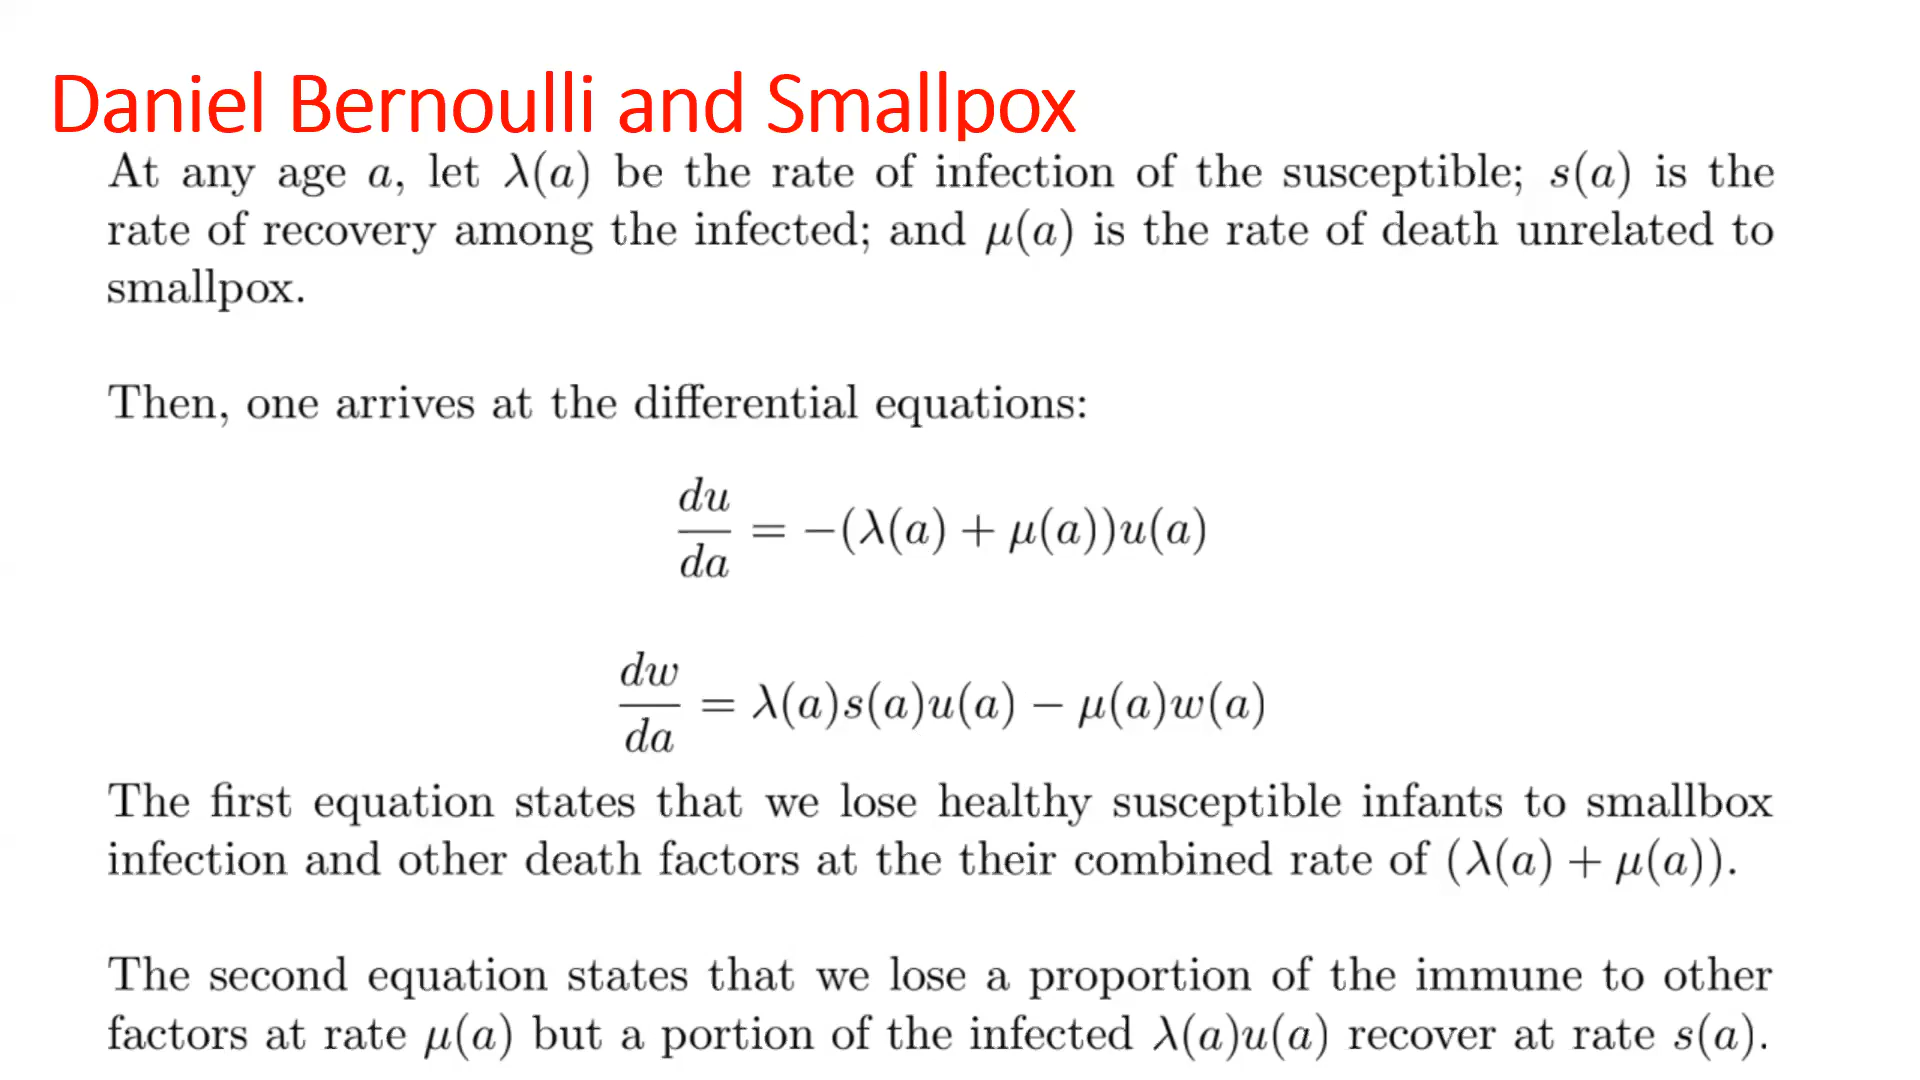 Daniel Bernoulli and Smallpox
At any age a, let λ(a) be the rate of infection of the susceptible; s(a) is the
rate of recovery among the infected; and μ(a) is the rate of death unrelated to
smallpox.
Then, one arrives at the differential equations:
du/da = −(λ(a) + μ(a))u(a)
dw/da = λ(a)s(a)u(a) − μ(a)w(a)
The first equation states that we lose healthy susceptible infants to smallbox
infection and other death factors at the their combined rate of (λ(a) + μ(a)).
The second equation states that we lose a proportion of the immune to other
factors at rate μ(a) but a portion of the infected λ(a)u(a) recover at rate s(a).